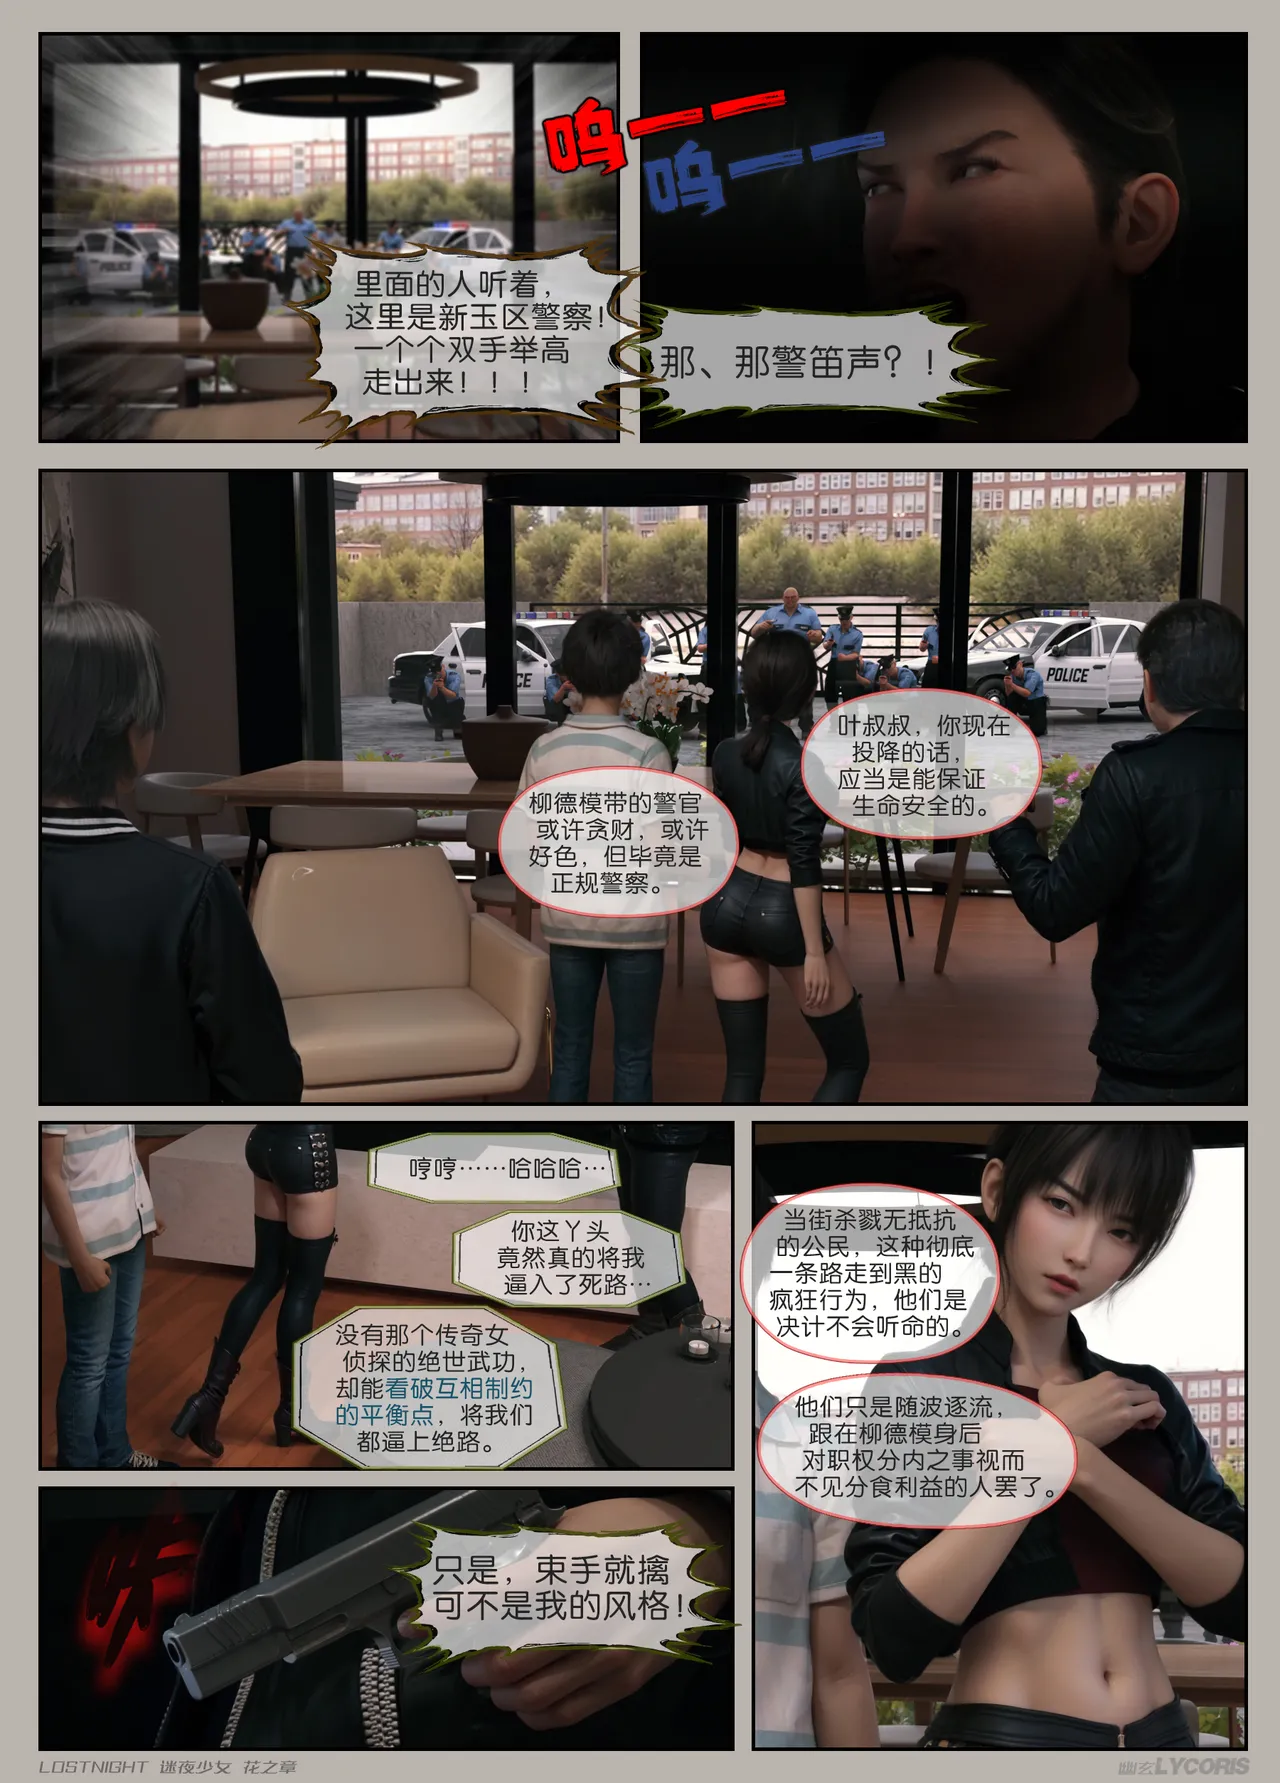 呜一一
呜一一
里面的人听着，
这里是新玉区警察！
一个个双手举高
走出来！！！
那、那警笛声？！
POLICE
POLICE
POLICE
叶叔叔，你现在
投降的话，
应当是能保证
生命安全的。
柳德模带的警官
或许贪财，或许
好色，但毕竟是
正规警察。
哼哼……哈哈哈…
你这丫头
竟然真的将我
逼入了死路…
没有那个传奇女
侦探的绝世武功，
却能看破互相制约
的平衡点，将我们
都逼上绝路。
当街杀戮无抵抗
的公民，这种彻底
一条路走到黑的
疯狂行为，他们是
决计不会听命的。
他们只是随波逐流，
跟在柳德模身后
对职权分内之事视而
不见分食利益的人罢了。
咔
只是，束手就擒
可不是我的风格！
LOSTNIGHT 迷夜少女 花之章
幽玄LYCORIS